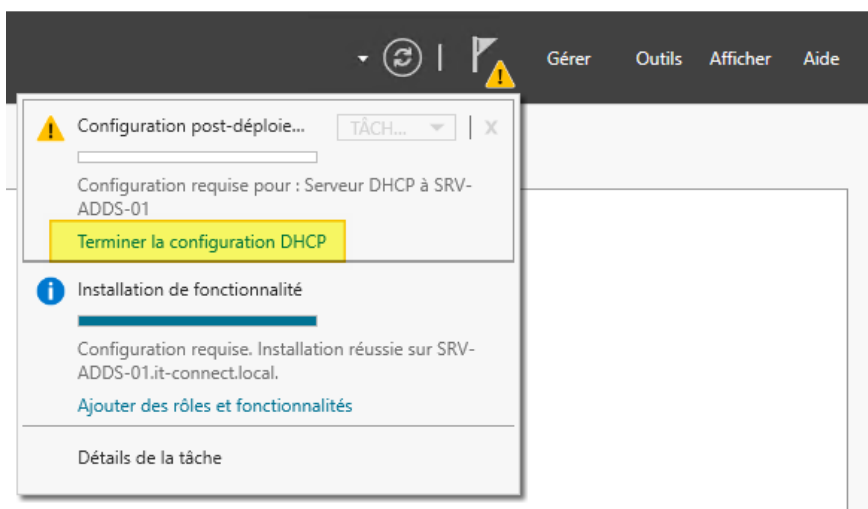 Gérer Outils Afficher Aide
Configuration post-déploie... TÂCH... X
Configuration requise pour : Serveur DHCP à SRV-
ADDS-01
Terminer la configuration DHCP
Installation de fonctionnalité
Configuration requise. Installation réussie sur SRV-
ADDS-01.it-connect.local.
Ajouter des rôles et fonctionnalités
Détails de la tâche